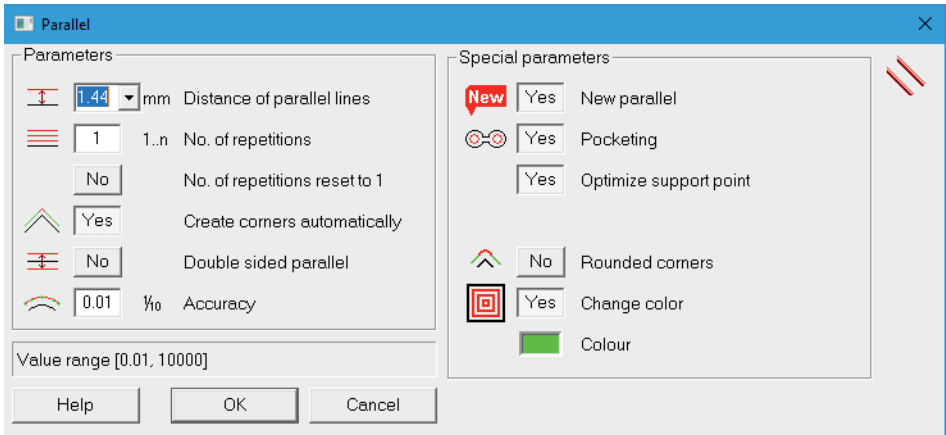 Parallel
Parameters
1.44 mm Distance of parallel lines
1 1..n No. of repetitions
No No. of repetitions reset to 1
Yes Create corners automatically
No Double sided parallel
0.01 1/10 Accuracy
Value range [0.01, 10000]
Help OK Cancel
Special parameters
New Yes New parallel
Yes Pocketing
Yes Optimize support point
No Rounded corners
Yes Change color
Colour